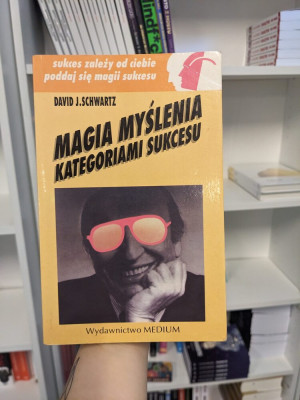 sukces zależy od ciebie
poddaj się magii sukcesu
DAVID J. SCHWARTZ
MAGIA MYŚLENIA
KATEGORIAMI SUKCESU
Wydawnictwo MEDIUM